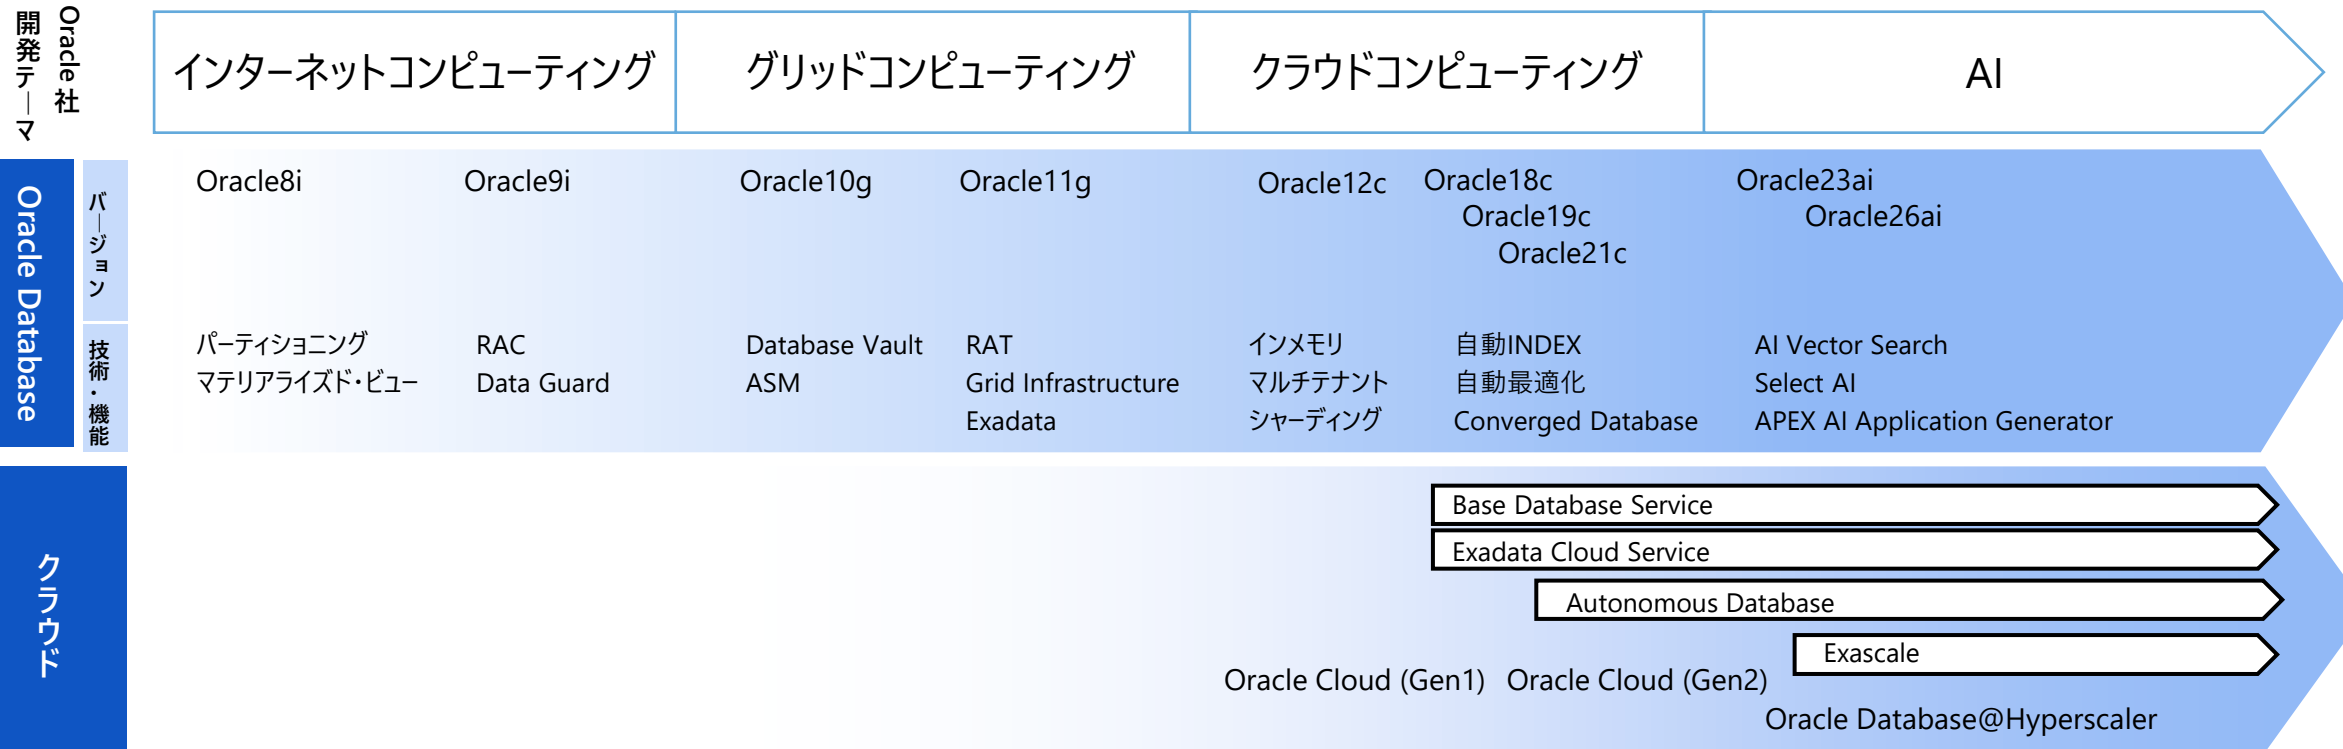 Oracle社
開発テーマ
インターネットコンピューティング
グリッドコンピューティング
クラウドコンピューティング
AI
Oracle Database
バージョン
Oracle8i
Oracle9i
Oracle10g
Oracle11g
Oracle12c
Oracle18c
Oracle19c
Oracle21c
Oracle23ai
Oracle26ai
技術・機能
パーティショニング
マテリアライズド・ビュー
RAC
Data Guard
Database Vault
ASM
RAT
Grid Infrastructure
Exadata
インメモリ
マルチテナント
シャーディング
自動INDEX
自動最適化
Converged Database
AI Vector Search
Select AI
APEX AI Application Generator
クラウド
Base Database Service
Exadata Cloud Service
Autonomous Database
Exascale
Oracle Cloud (Gen1)
Oracle Cloud (Gen2)
Oracle Database@Hyperscaler